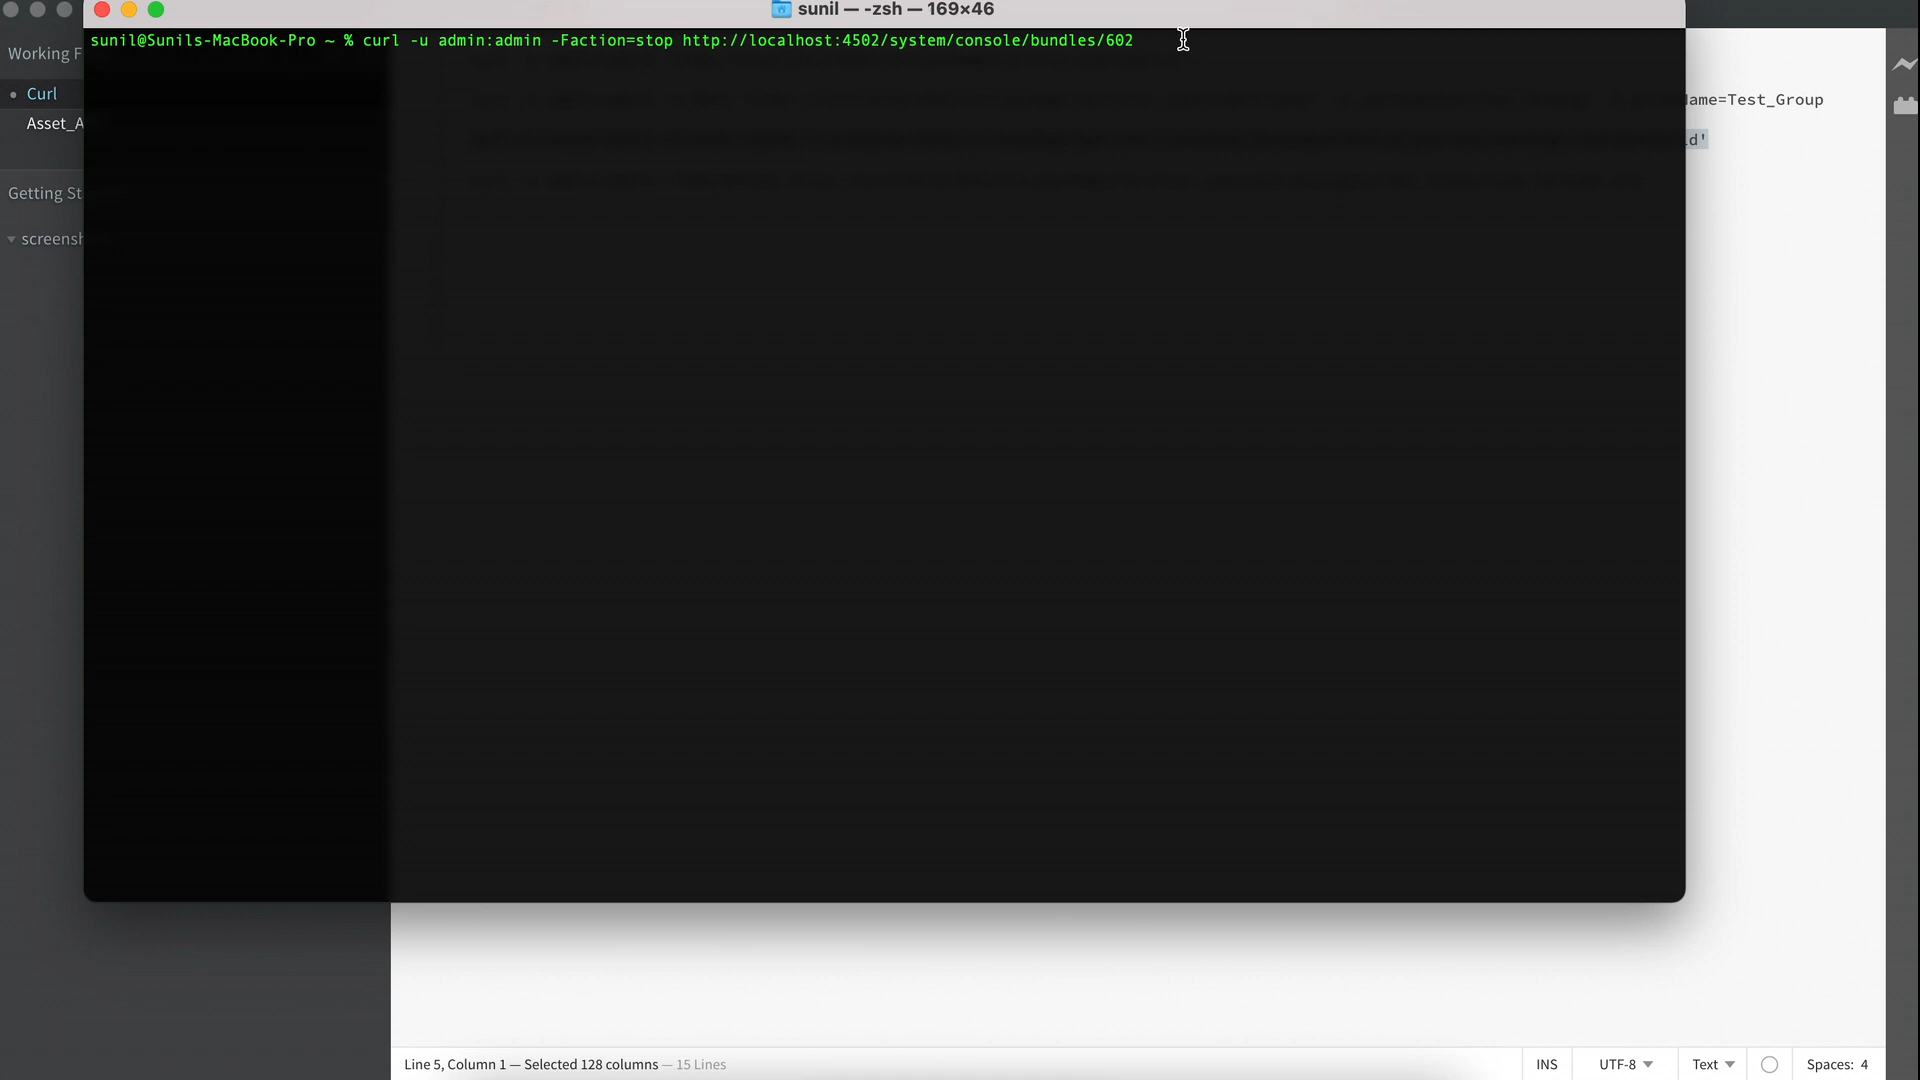 sunil — -zsh — 169×46
sunil@Sunils-MacBook-Pro ~ % curl -u admin:admin -Faction=stop http://localhost:4502/system/console/bundles/602
Working F
Curl
ame=Test_Group
Asset_A
d'
Getting St
screensh
Line 5, Column 1 — Selected 128 columns — 15 Lines
INS
UTF-8
Text
Spaces: 4